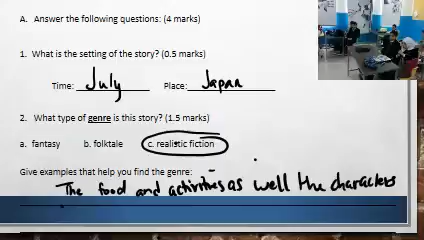 A. Answer the following questions: (4 marks)
1. What is the setting of the story? (0.5 marks)
Time: July Place: Japan
2. What type of genre is this story? (1.5 marks)
a. fantasy b. folktale c. realistic fiction
Give examples that help you find the genre:
The food and activities as well the characters